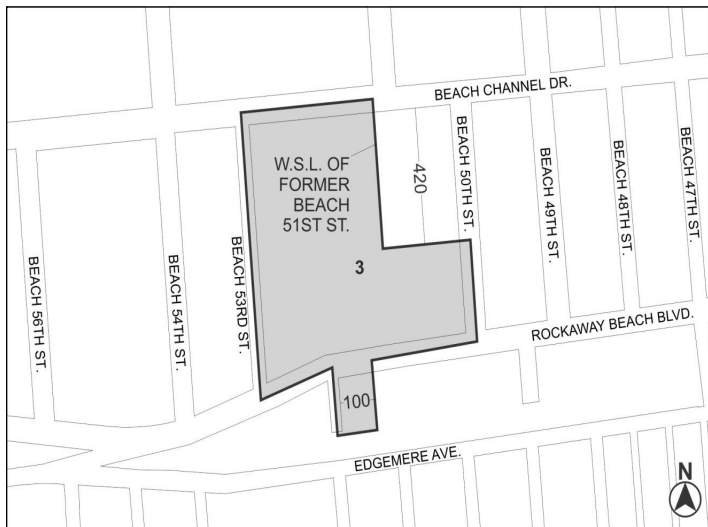 BEACH CHANNEL DR.
W.S.L. OF
FORMER
BEACH
51ST ST.
420
BEACH 50TH ST.
BEACH 49TH ST.
BEACH 48TH ST.
BEACH 47TH ST.
BEACH 56TH ST.
BEACH 54TH ST.
BEACH 53RD ST.
3
ROCKAWAY BEACH BLVD.
100
EDGEMERE AVE.
N